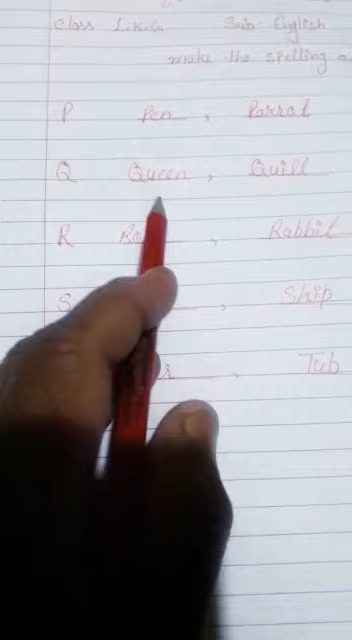 Class L.K.G Sub English
make the spelling
P Pen, Parrot
Q Queen, Quill
R , Rabbit
S , Ship
, Tub